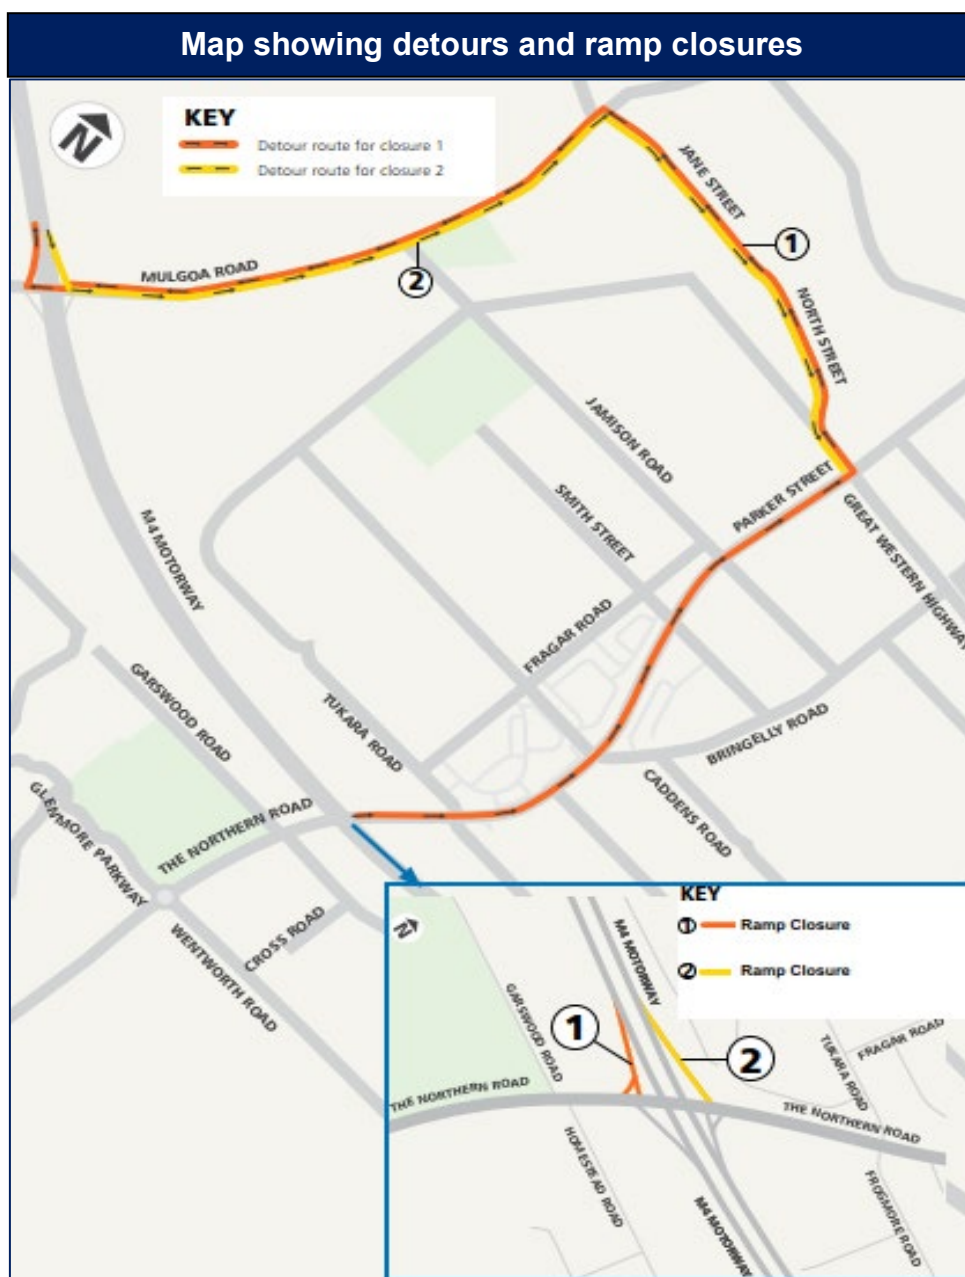 Map showing detours and ramp closures
N
KEY
Detour route for closure 1
Detour route for closure 2
JANE STREET
1
MULGOA ROAD
2
NORTH STREET
JAMISON ROAD
SMITH STREET
PARKER STREET
GREAT WESTERN HIGHWAY
M4 MOTORWAY
FRAGAR ROAD
GARSWOOD ROAD
TUKARA ROAD
BRINGELLY ROAD
CADDENS ROAD
GLENMORE PARKWAY
THE NORTHERN ROAD
CROSS ROAD
WENTWORTH ROAD
KEY
1 Ramp Closure
2 Ramp Closure
N
M4 MOTORWAY
GARSWOOD ROAD
1
2
TUKARA ROAD
FRAGAR ROAD
THE NORTHERN ROAD
THE NORTHERN ROAD
HOMESTEAD ROAD
FROGMORE ROAD
M4 MOTORWAY